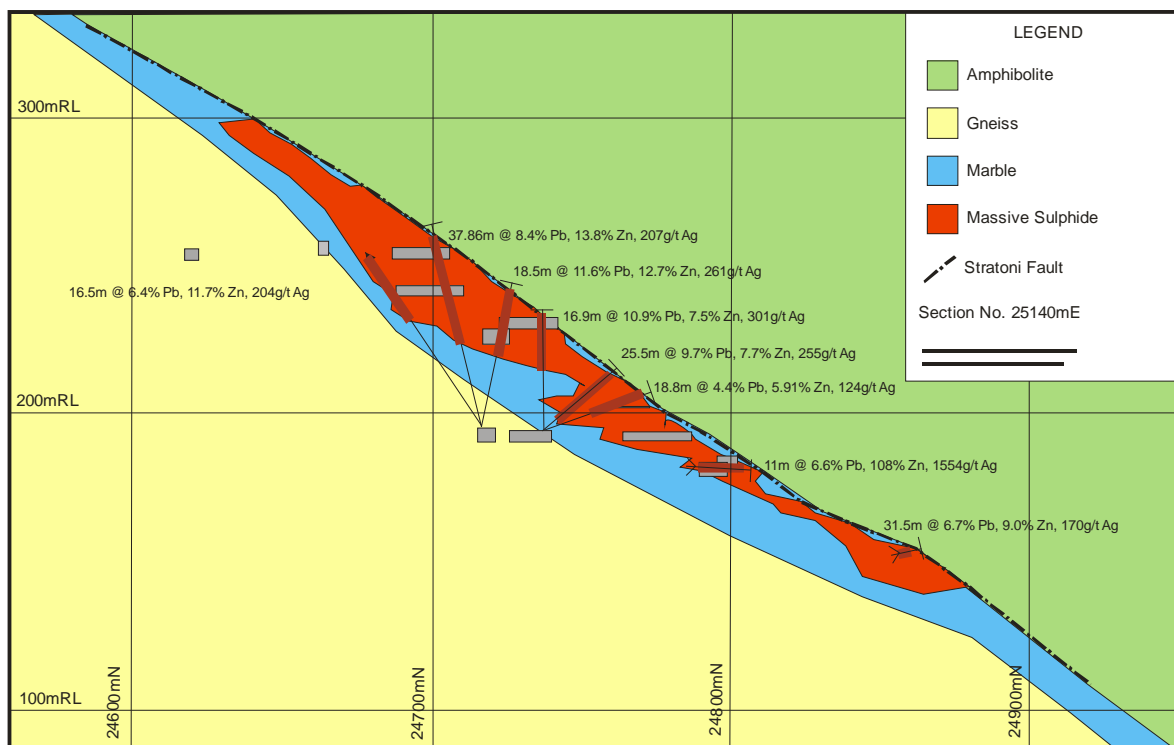 LEGEND
Amphibolite
Gneiss
Marble
Massive Sulphide
Stratoni Fault
Section No. 25140mE
300mRL
37.86m @ 8.4% Pb, 13.8% Zn, 207g/t Ag
18.5m @ 11.6% Pb, 12.7% Zn, 261g/t Ag
16.5m @ 6.4% Pb, 11.7% Zn, 204g/t Ag
16.9m @ 10.9% Pb, 7.5% Zn, 301g/t Ag
25.5m @ 9.7% Pb, 7.7% Zn, 255g/t Ag
18.8m @ 4.4% Pb, 5.91% Zn, 124g/t Ag
200mRL
11m @ 6.6% Pb, 108% Zn, 1554g/t Ag
31.5m @ 6.7% Pb, 9.0% Zn, 170g/t Ag
100mRL
24600mN
24700mN
24800mN
24900mN